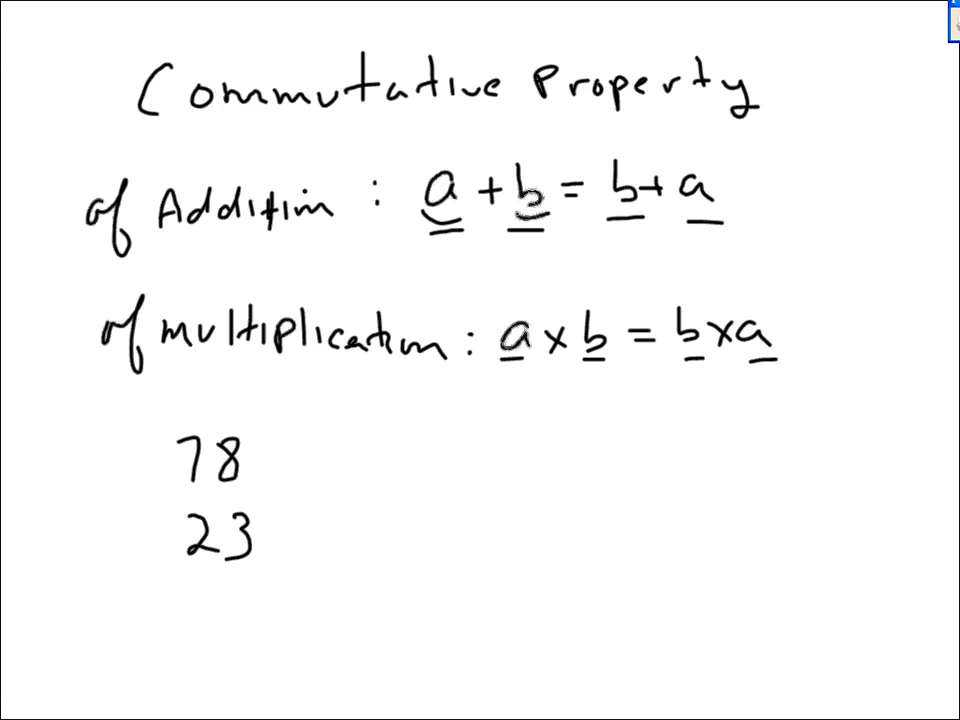 Commutative Property
of Addition : a + b = b + a
of multiplication : a x b = b x a
78
23